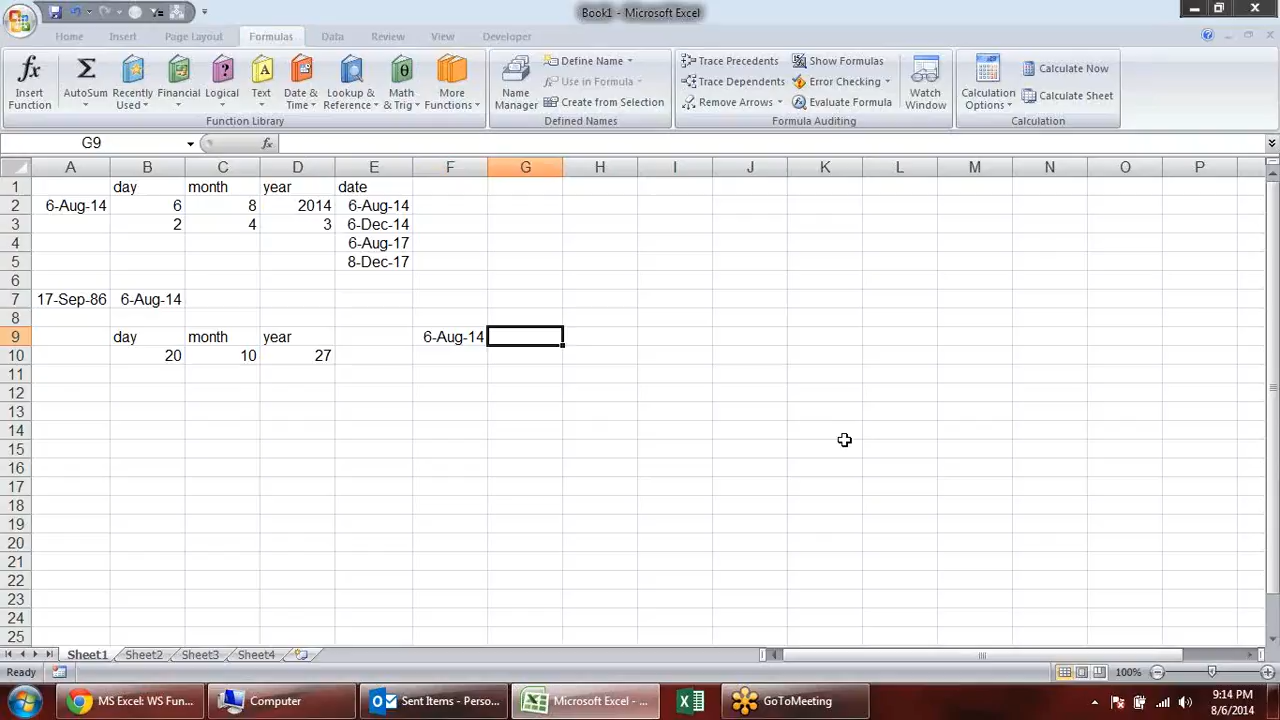 Book1 - Microsoft Excel
Home Insert Page Layout Formulas Data Review View Developer
fx Σ ? A θ
Insert Function
AutoSum
Recently Used
Financial
Logical
Text
Date & Time
Lookup & Reference
Math & Trig
More Functions
Function Library
Name Manager
Define Name
Use in Formula
Create from Selection
Defined Names
Trace Precedents
Trace Dependents
Remove Arrows
Show Formulas
Error Checking
Evaluate Formula
Formula Auditing
Watch Window
Calculation Options
Calculate Now
Calculate Sheet
Calculation
G9 fx
A B C D E F G H I J K L M N O P
1 day month year date
2 6-Aug-14 6 8 2014 6-Aug-14
3 2 4 3 6-Dec-14
4 6-Aug-17
5 8-Dec-17
6
7 17-Sep-86 6-Aug-14
8
9 day month year 6-Aug-14
10 20 10 27
11
12
13
14
15
16
17
18
19
20
21
22
23
24
25
Sheet1 Sheet2 Sheet3 Sheet4
Ready 100%
MS Excel: WS Fun... Computer Sent Items - Perso... Microsoft Excel - ... GoToMeeting 9:14 PM
8/6/2014